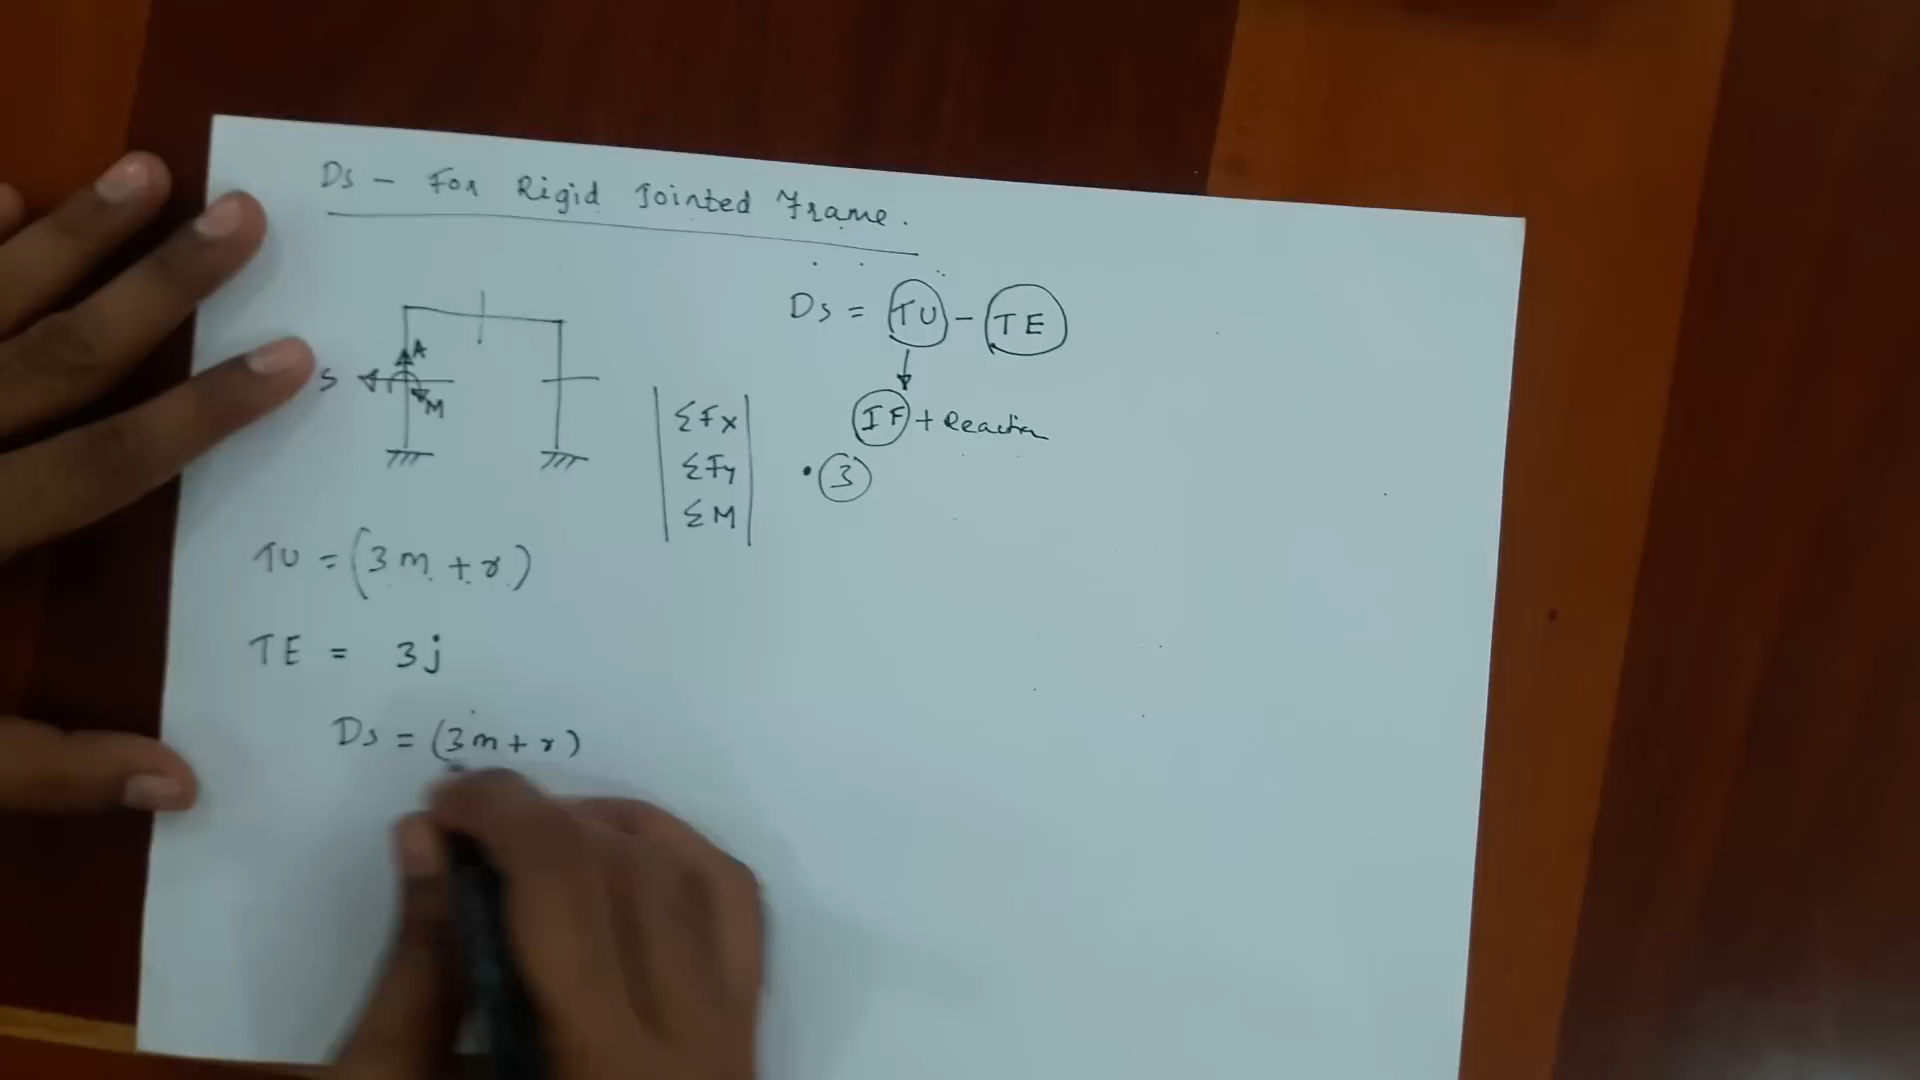 Ds - For Rigid Jointed Frame.
Ds = TU - TE
A
S
M
IF + Reaction
ΣFx
ΣFy
ΣM
3
TU = (3m + r)
TE = 3j
Ds = (3m + r)